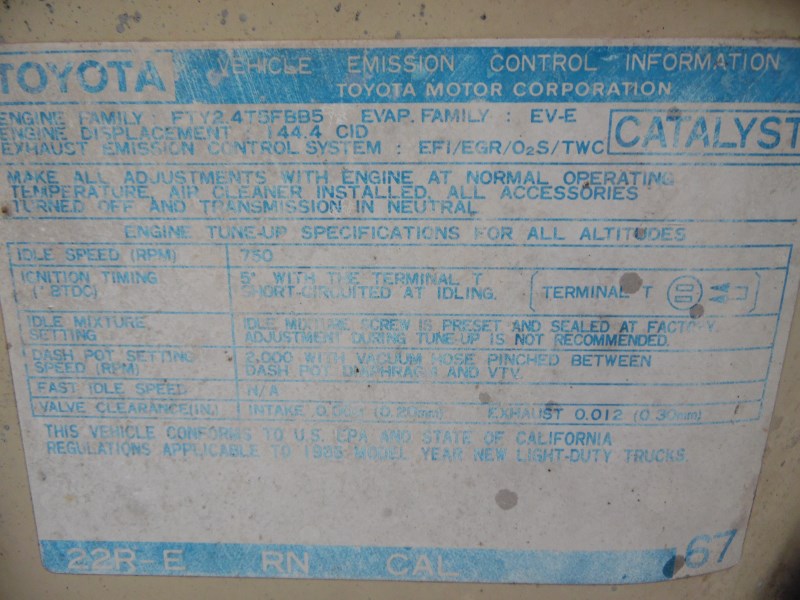 TOYOTA VEHICLE EMISSION CONTROL INFORMATION
TOYOTA MOTOR CORPORATION
ENGINE FAMILY : FTY2.4T5FBB5 EVAP. FAMILY : EV-E
ENGINE DISPLACEMENT : 144.4 CID
EXHAUST EMISSION CONTROL SYSTEM : EFI/EGR/O2S/TWC
CATALYST
MAKE ALL ADJUSTMENTS WITH ENGINE AT NORMAL OPERATING
TEMPERATURE, AIR CLEANER INSTALLED, ALL ACCESSORIES
TURNED OFF AND TRANSMISSION IN NEUTRAL
ENGINE TUNE-UP SPECIFICATIONS FOR ALL ALTITUDES
IDLE SPEED (RPM) 750
IGNITION TIMING (° BTDC) 5° WITH THE TERMINAL T
SHORT-CIRCUITED AT IDLING. TERMINAL T
IDLE MIXTURE SETTING IDLE MIXTURE SCREW IS PRESET AND SEALED AT FACTORY.
ADJUSTMENT DURING TUNE-UP IS NOT RECOMMENDED.
DASH POT SETTING SPEED (RPM) 2,000 WITH VACUUM HOSE PINCHED BETWEEN
DASH POT DIAPHRAGM AND VTV.
FAST IDLE SPEED N/A
VALVE CLEARANCE(IN.) INTAKE (0.20mm) EXHAUST 0.012 (0.30mm)
THIS VEHICLE CONFORMS TO U.S. EPA AND STATE OF CALIFORNIA
REGULATIONS APPLICABLE TO 1985 MODEL YEAR NEW LIGHT-DUTY TRUCKS.
22R-E RN CAL 67